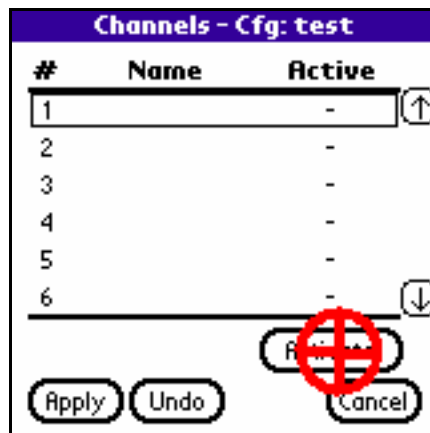 Channels - Cfg: test
# Name Active
1 -
2 -
3 -
4 -
5 -
6 -
Apply Undo Cancel